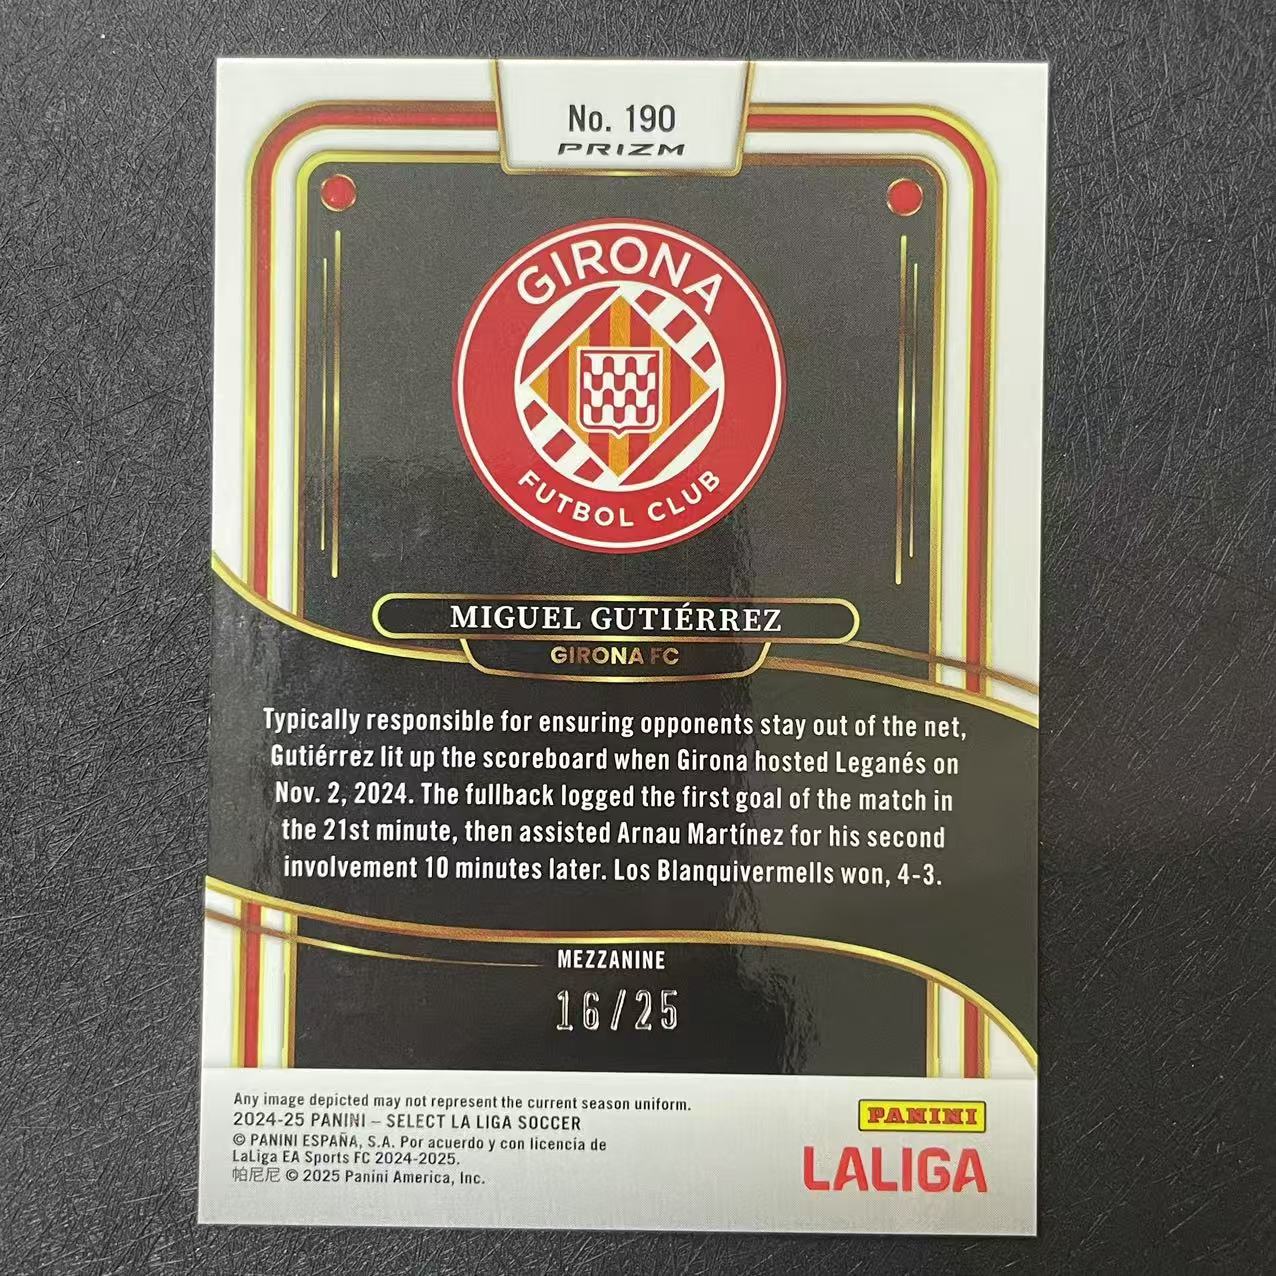 No. 190
PRIZM
GIRONA
FUTBOL CLUB
MIGUEL GUTIÉRREZ
GIRONA FC
Typically responsible for ensuring opponents stay out of the net,
Gutiérrez lit up the scoreboard when Girona hosted Leganés on
Nov. 2, 2024. The fullback logged the first goal of the match in
the 21st minute, then assisted Arnau Martínez for his second
involvement 10 minutes later. Los Blanquivermells won, 4-3.
MEZZANINE
16/25
Any image depicted may not represent the current season uniform.
2024-25 PANINI – SELECT LA LIGA SOCCER
© PANINI ESPAÑA, S.A. Por acuerdo y con licencia de
LaLiga EA Sports FC 2024-2025.
帕尼尼 © 2025 Panini America, Inc.
PANINI
LALIGA